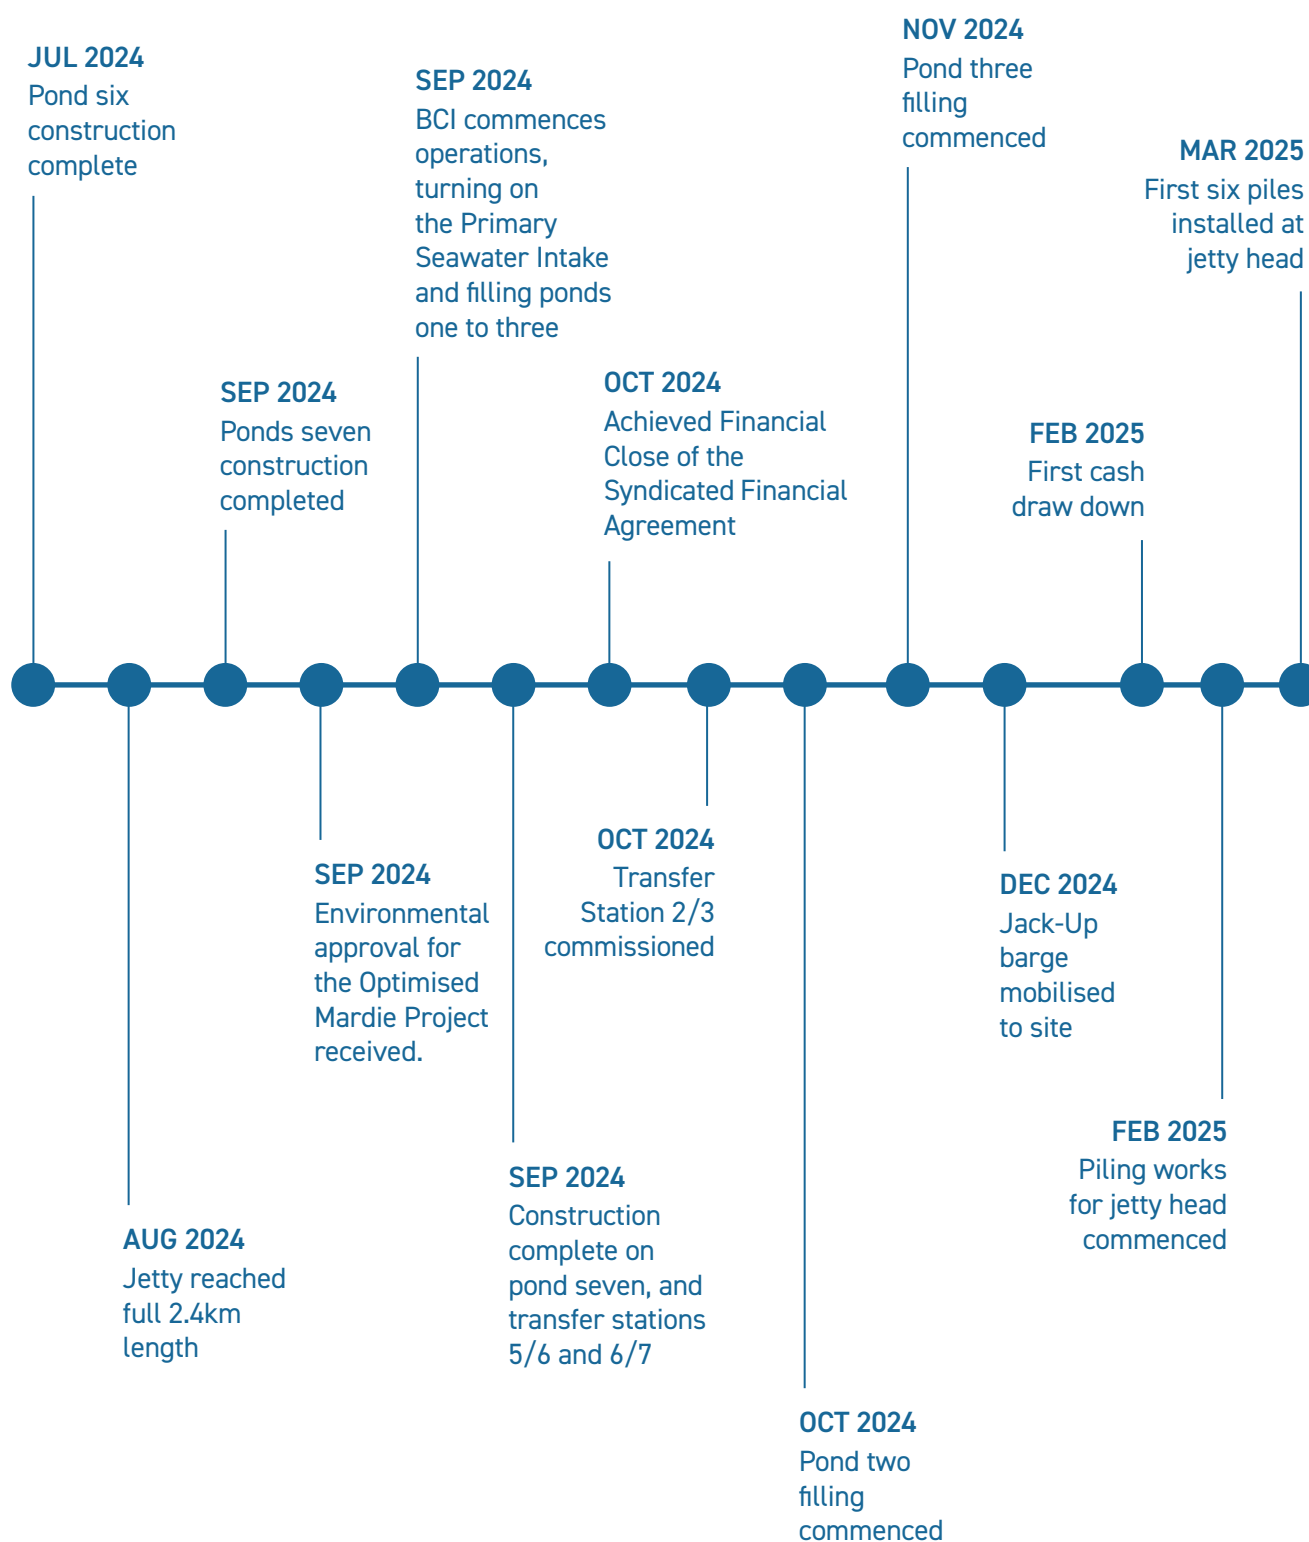 JUL 2024
Pond six
construction
complete
AUG 2024
Jetty reached
full 2.4km
length
SEP 2024
Ponds seven
construction
completed
SEP 2024
Environmental
approval for
the Optimised
Mardie Project
received.
SEP 2024
BCI commences
operations,
turning on
the Primary
Seawater Intake
and filling ponds
one to three
SEP 2024
Construction
complete on
pond seven, and
transfer stations
5/6 and 6/7
OCT 2024
Achieved Financial
Close of the
Syndicated Financial
Agreement
OCT 2024
Transfer
Station 2/3
commissioned
OCT 2024
Pond two
filling
commenced
NOV 2024
Pond three
filling
commenced
DEC 2024
Jack-Up
barge
mobilised
to site
FEB 2025
First cash
draw down
FEB 2025
Piling works
for jetty head
commenced
MAR 2025
First six piles
installed at
jetty head